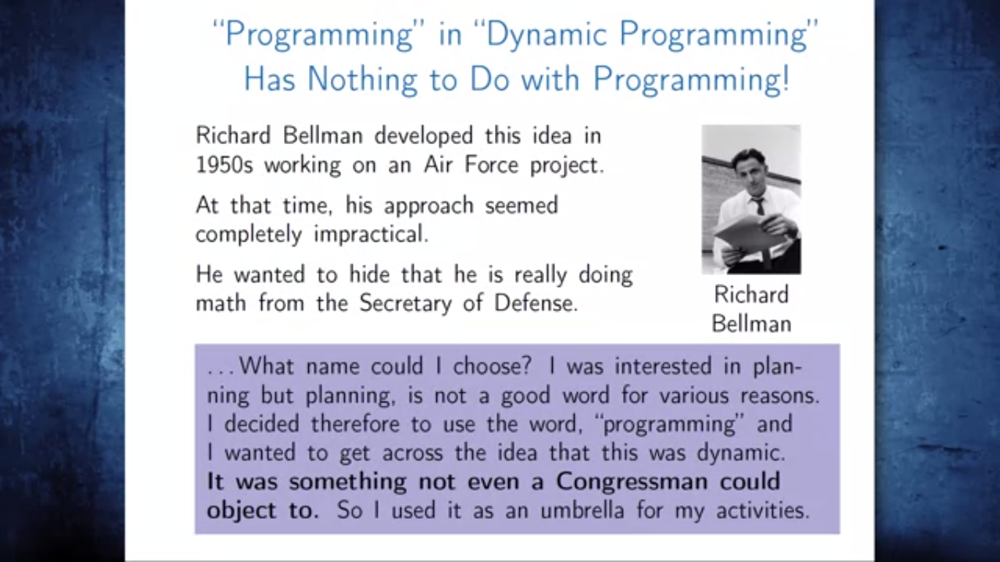 “Programming” in “Dynamic Programming”
Has Nothing to Do with Programming!
Richard Bellman developed this idea in
1950s working on an Air Force project.
At that time, his approach seemed
completely impractical.
He wanted to hide that he is really doing
math from the Secretary of Defense.
Richard
Bellman
...What name could I choose? I was interested in plan-
ning but planning, is not a good word for various reasons.
I decided therefore to use the word, “programming” and
I wanted to get across the idea that this was dynamic.
It was something not even a Congressman could
object to. So I used it as an umbrella for my activities.